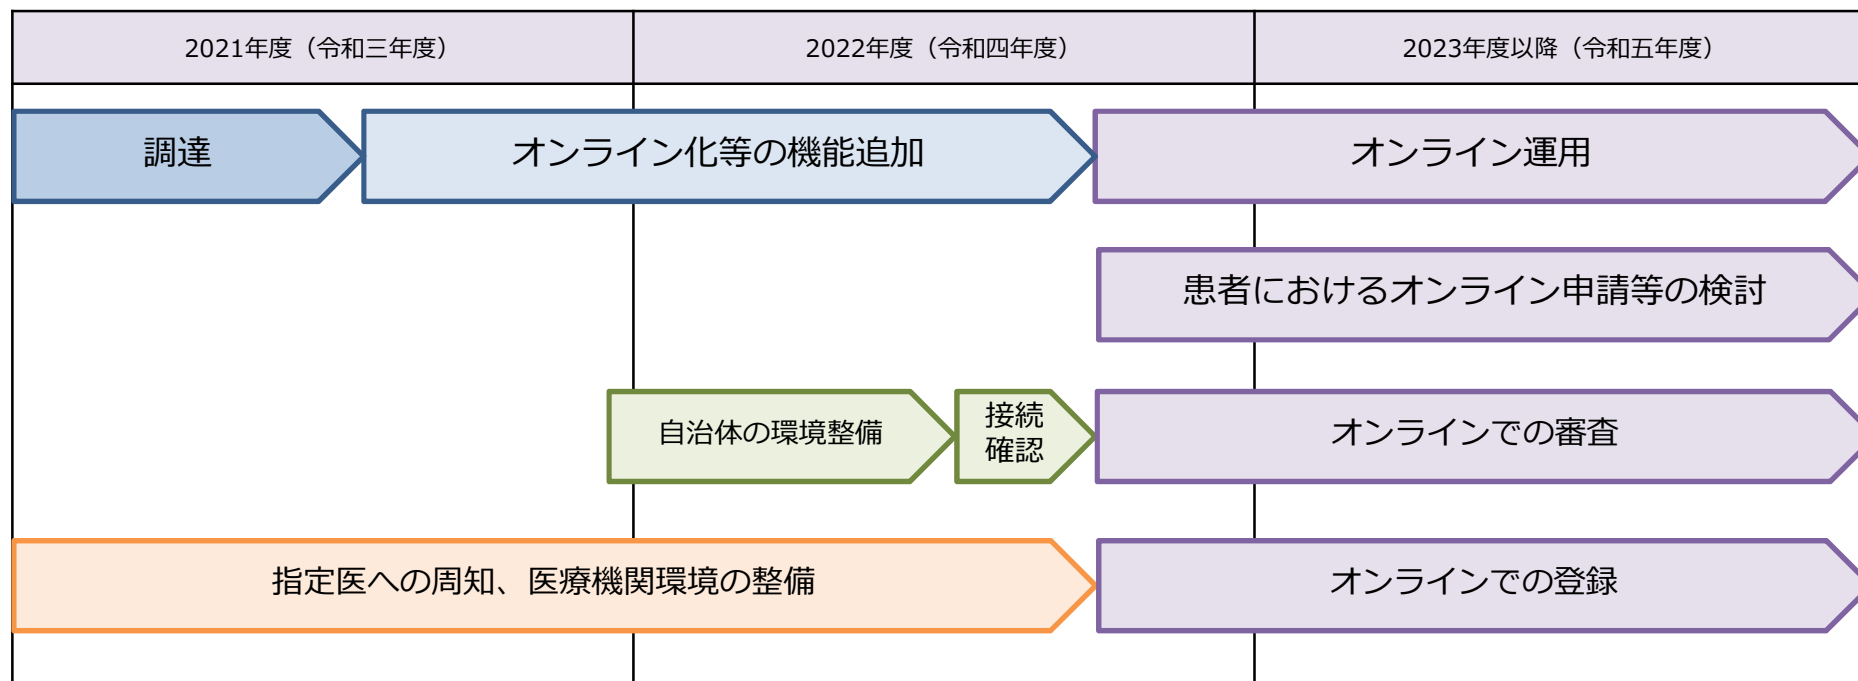 2021年度（令和三年度）
2022年度（令和四年度）
2023年度以降（令和五年度）
調達
オンライン化等の機能追加
オンライン運用
患者におけるオンライン申請等の検討
自治体の環境整備
接続
確認
オンラインでの審査
指定医への周知、医療機関環境の整備
オンラインでの登録